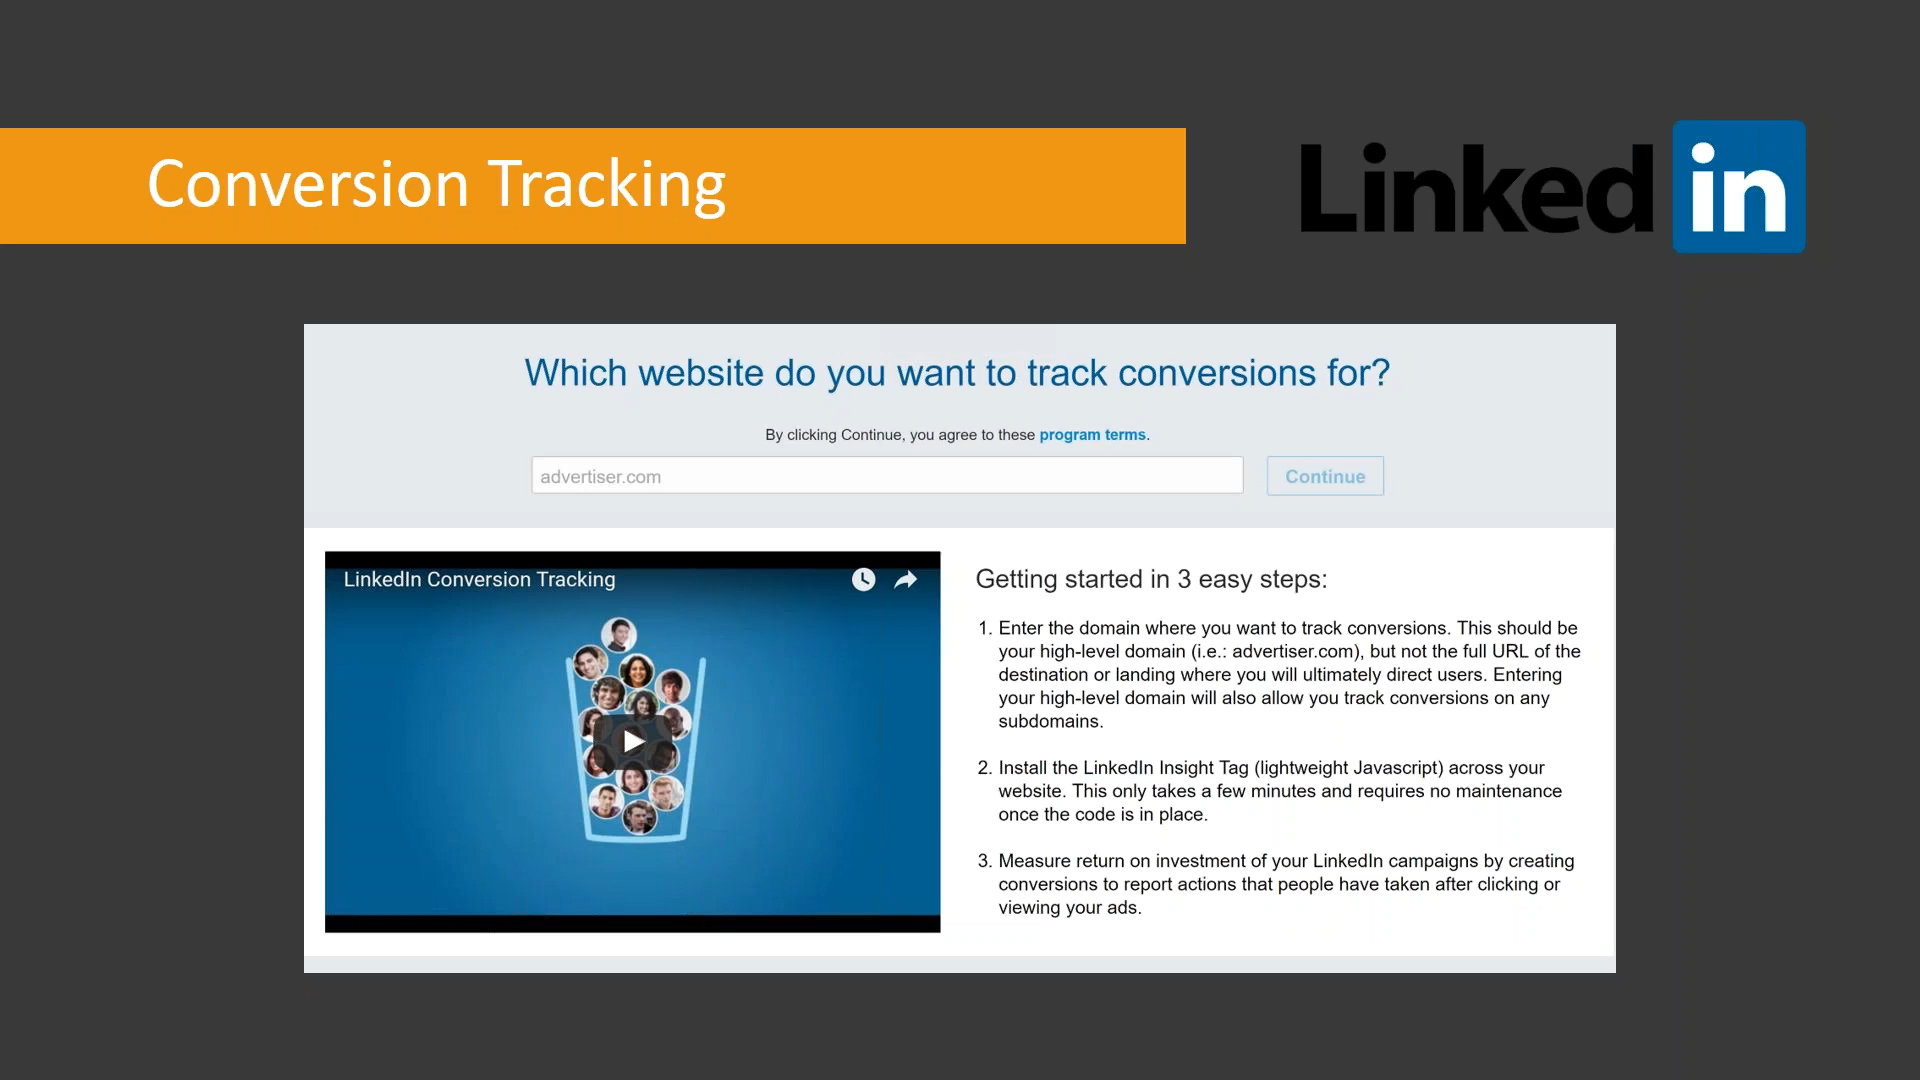 Conversion Tracking
Linked in
Which website do you want to track conversions for?
By clicking Continue, you agree to these program terms.
advertiser.com
Continue
LinkedIn Conversion Tracking
Getting started in 3 easy steps:
1. Enter the domain where you want to track conversions. This should be
your high-level domain (i.e.: advertiser.com), but not the full URL of the
destination or landing where you will ultimately direct users. Entering
your high-level domain will also allow you track conversions on any
subdomains.
2. Install the LinkedIn Insight Tag (lightweight Javascript) across your
website. This only takes a few minutes and requires no maintenance
once the code is in place.
3. Measure return on investment of your LinkedIn campaigns by creating
conversions to report actions that people have taken after clicking or
viewing your ads.